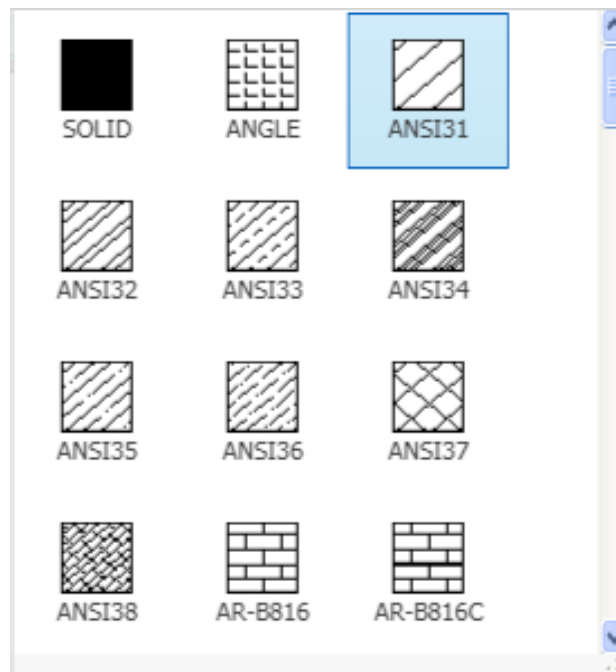 SOLID ANGLE ANSI31
ANSI32 ANSI33 ANSI34
ANSI35 ANSI36 ANSI37
ANSI38 AR-B816 AR-B816C